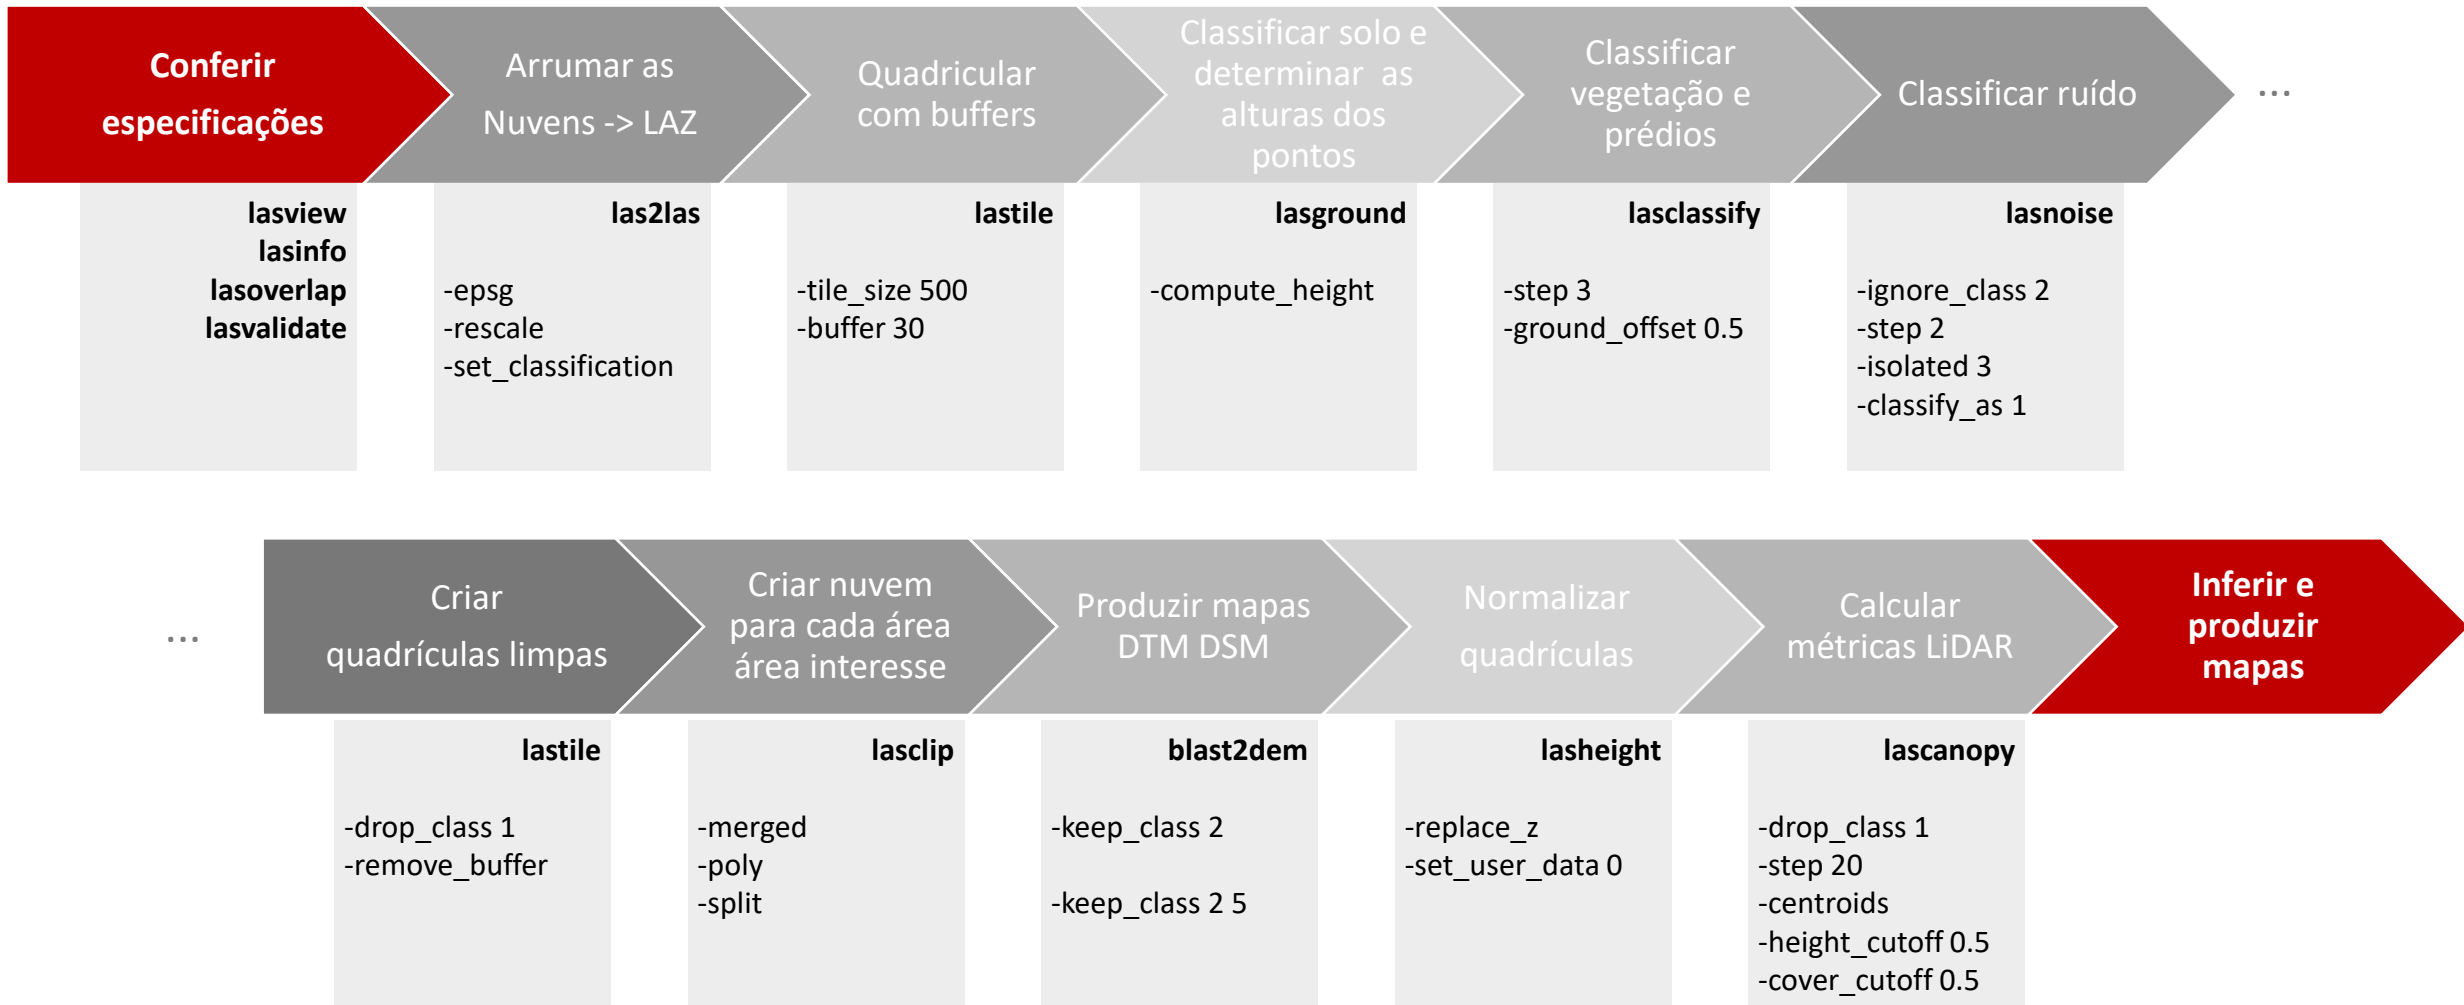 Conferir
especificações
Arrumar as
Nuvens -> LAZ
Quadricular
com buffers
Classificar solo e
determinar as
alturas dos
pontos
Classificar
vegetação e
prédios
Classificar ruído
...
lasview
lasinfo
lasoverlap
lasvalidate
las2las
-epsg
-rescale
-set_classification
lastile
-tile_size 500
-buffer 30
lasground
-compute_height
lasclassify
-step 3
-ground_offset 0.5
lasnoise
-ignore_class 2
-step 2
-isolated 3
-classify_as 1
...
Criar
quadrículas limpas
Criar nuvem
para cada área
área interesse
Produzir mapas
DTM DSM
Normalizar
quadrículas
Calcular
métricas LiDAR
Inferir e
produzir
mapas
lastile
-drop_class 1
-remove_buffer
lasclip
-merged
-poly
-split
blast2dem
-keep_class 2
-keep_class 2 5
lasheight
-replace_z
-set_user_data 0
lascanopy
-drop_class 1
-step 20
-centroids
-height_cutoff 0.5
-cover_cutoff 0.5